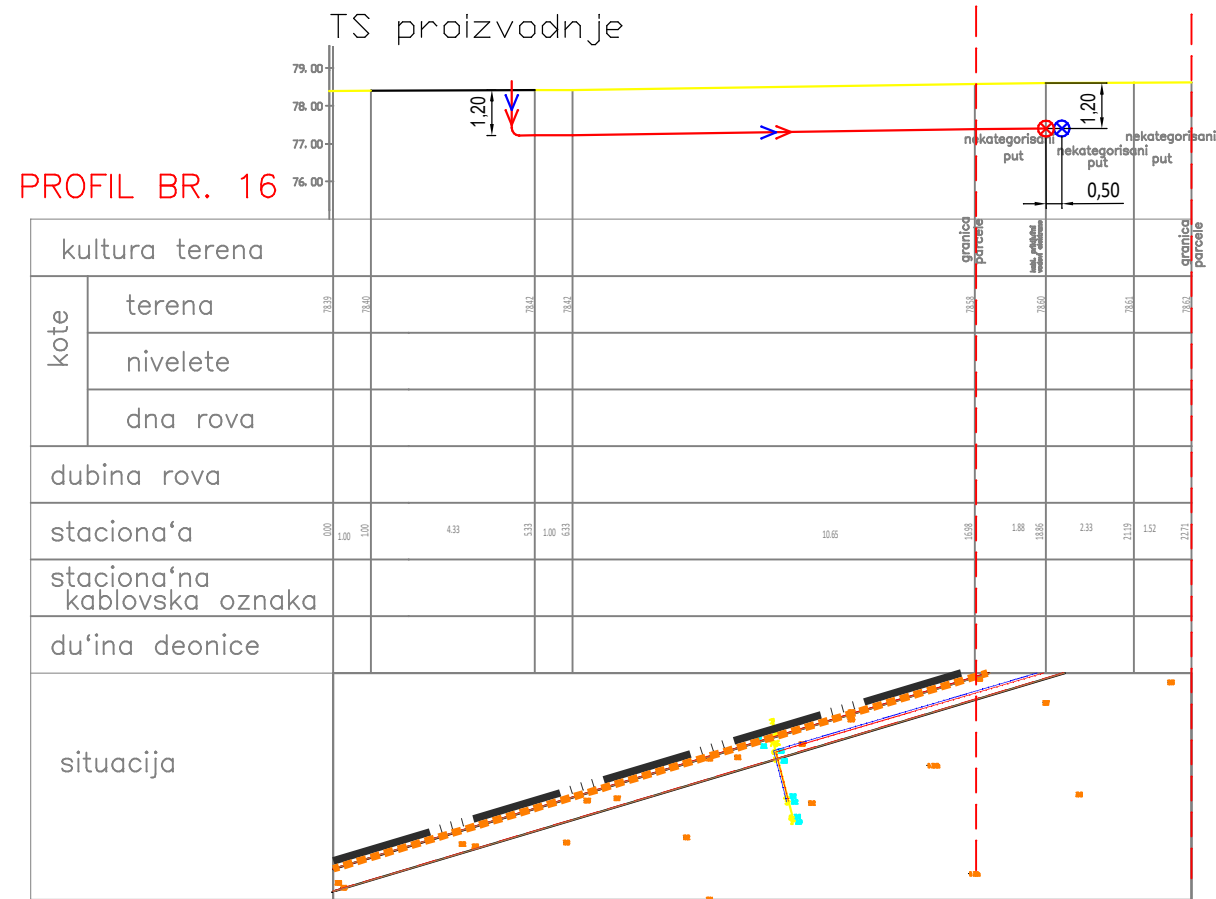 TS proizvodnje
79.00
78.00
77.00
76.00
1,20
1,20
nekategorisani
put
nekategorisani
put
nekategorisani
put
0,50
PROFIL BR. 16
kultura terena
granica
parcele
granica
parcele
kote
terena
78.39
78.40
78.42
78.42
78.58
78.60
78.61
78.62
nivelete
dna rova
dubina rova
staciona‘a
0.00
1.00
1.00
4.33
5.33
1.00
6.33
10.65
16.98
1.88
18.86
2.33
21.19
1.52
22.71
staciona‘na
kablovska oznaka
du‘ina deonice
situacija